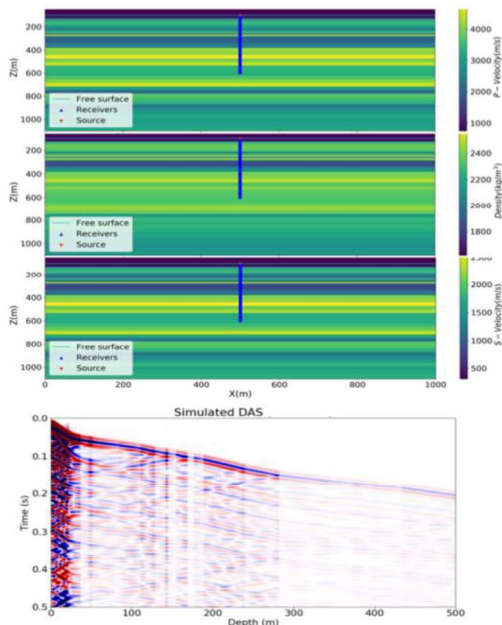 Z(m)
200
400
600
800
1000
Free surface
Receivers
Source
P – Velocity(m/s)
4000
3000
2000
1000
Z(m)
200
400
600
800
1000
Free surface
Receivers
Source
Density(kg/m³)
2400
2200
2000
1800
Z(m)
200
400
600
800
1000
Free surface
Receivers
Source
S – Velocity(m/s)
2500
2000
1500
1000
500
0 200 400 600 800 1000
X(m)
Simulated DAS
Time (s)
0.0
0.1
0.2
0.3
0.4
0.5
0 100 200 300 400 500
Depth (m)